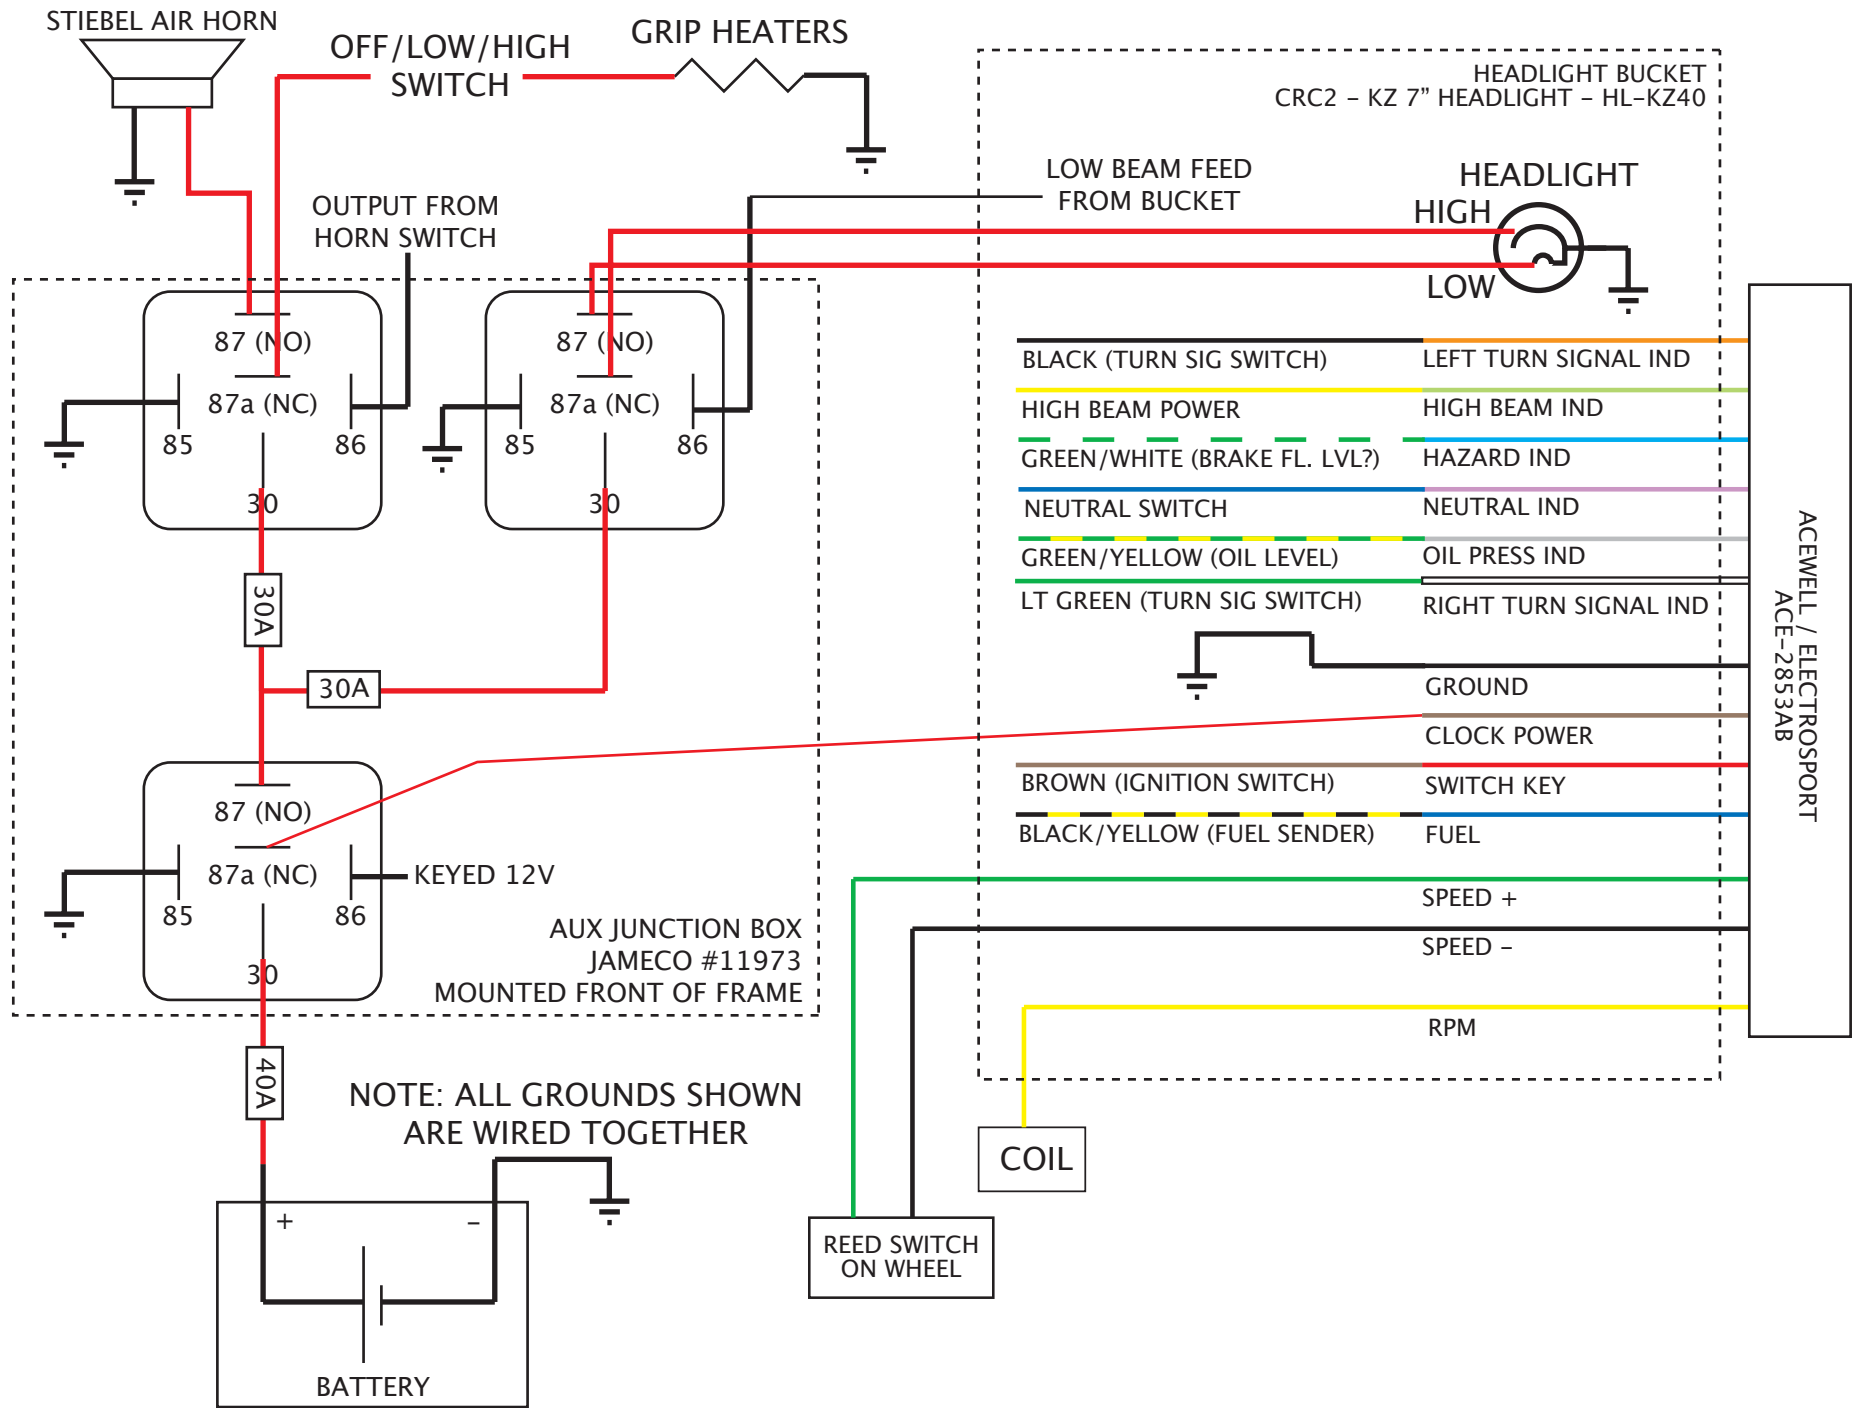 STIEBEL AIR HORN
OFF/LOW/HIGH
SWITCH
GRIP HEATERS
HEADLIGHT BUCKET
CRC2 – KZ 7” HEADLIGHT – HL–KZ40
OUTPUT FROM
HORN SWITCH
LOW BEAM FEED
FROM BUCKET
HEADLIGHT
HIGH
LOW
87 (NO)
87a (NC)
85
86
30
87 (NO)
87a (NC)
85
86
30
30A
30A
BLACK (TURN SIG SWITCH)
LEFT TURN SIGNAL IND
HIGH BEAM POWER
HIGH BEAM IND
GREEN/WHITE (BRAKE FL. LVL?)
HAZARD IND
NEUTRAL SWITCH
NEUTRAL IND
GREEN/YELLOW (OIL LEVEL)
OIL PRESS IND
LT GREEN (TURN SIG SWITCH)
RIGHT TURN SIGNAL IND
GROUND
CLOCK POWER
BROWN (IGNITION SWITCH)
SWITCH KEY
BLACK/YELLOW (FUEL SENDER)
FUEL
SPEED +
SPEED –
RPM
ACEWELL / ELECTROSPORT
ACE–2853AB
87 (NO)
87a (NC)
85
86
30
KEYED 12V
AUX JUNCTION BOX
JAMECO #11973
MOUNTED FRONT OF FRAME
40A
NOTE: ALL GROUNDS SHOWN
ARE WIRED TOGETHER
+
–
BATTERY
COIL
REED SWITCH
ON WHEEL